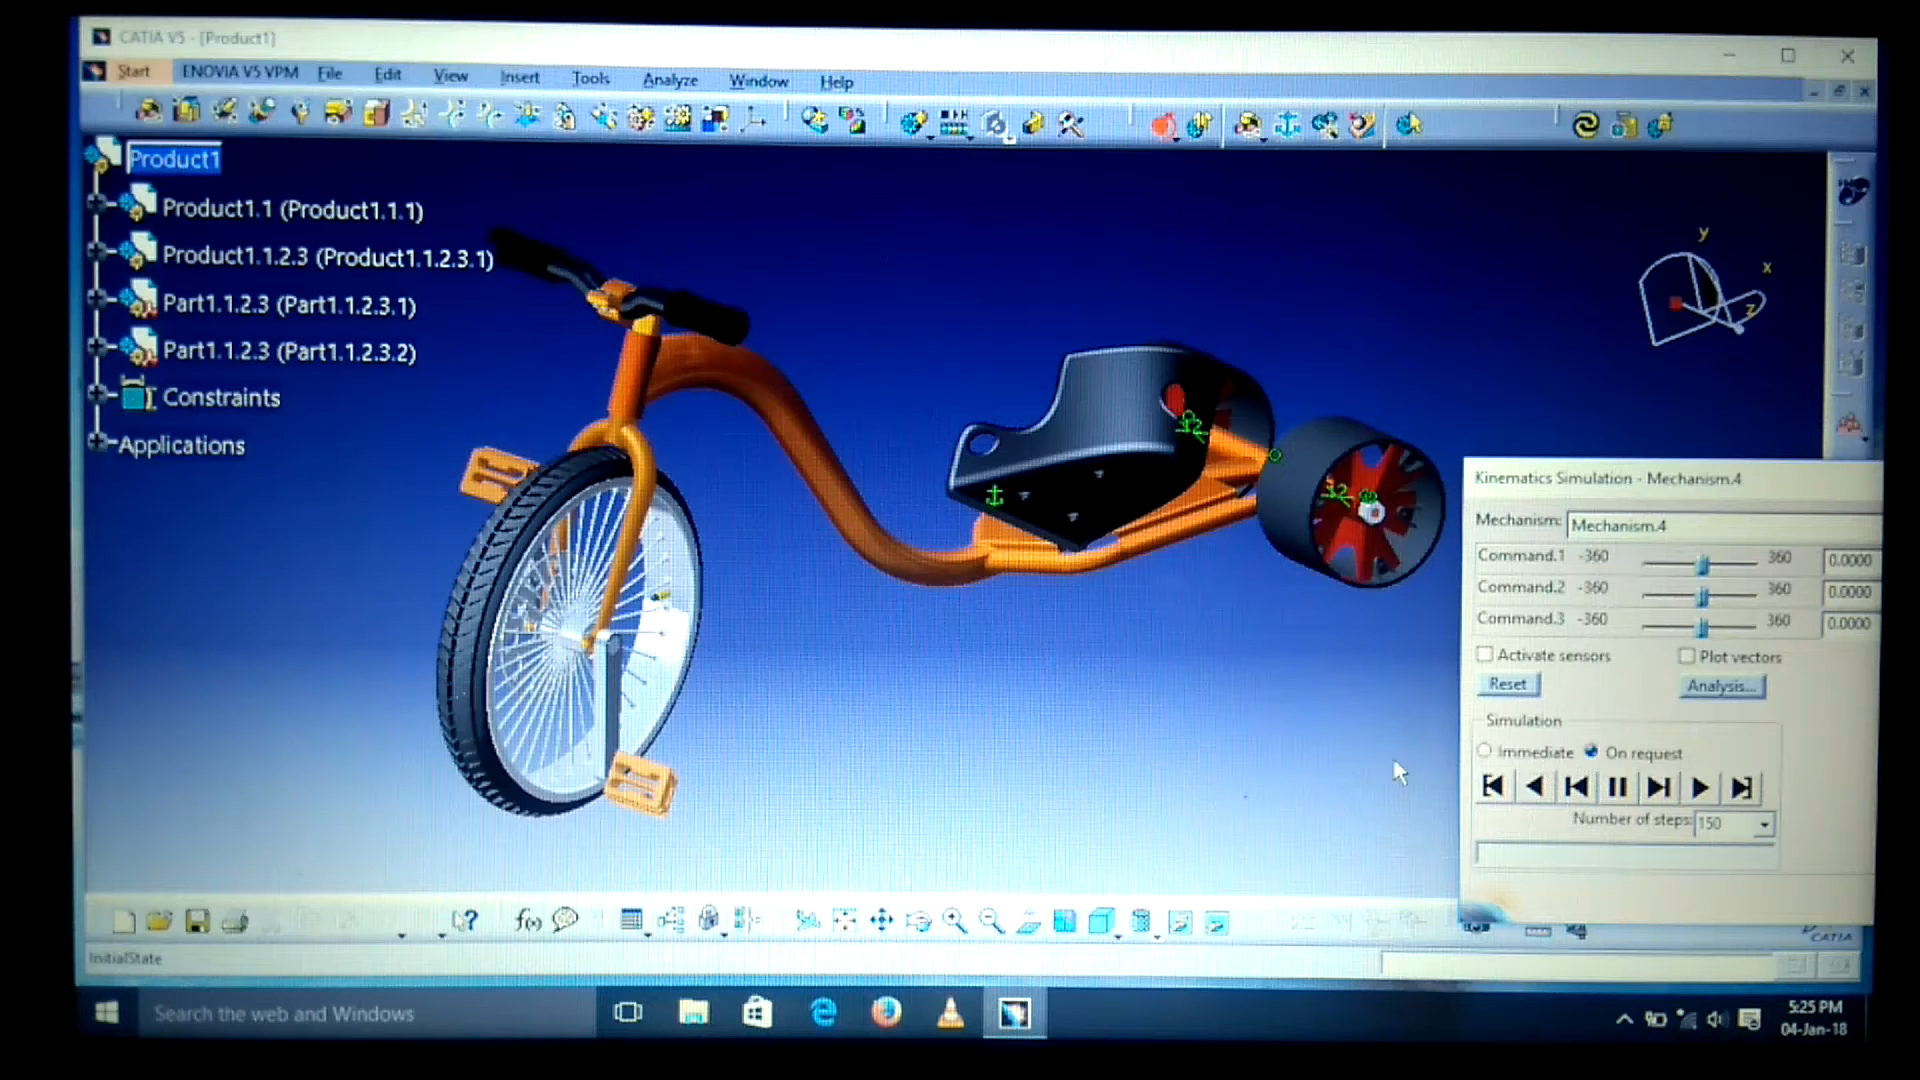 CATIA V5 - [Product1]
Start ENOVIA V5 VPM File Edit View Insert Tools Analyze Window Help
Product1
Product1.1 (Product1.1.1)
Product1.1.2.3 (Product1.1.2.3.1)
Part1.1.2.3 (Part1.1.2.3.1)
Part1.1.2.3 (Part1.1.2.3.2)
Constraints
Applications
y
x
z
Kinematics Simulation - Mechanism.4
Mechanism: Mechanism.4
Command.1 -360 360 0.0000
Command.2 -360 360 0.0000
Command.3 -360 360 0.0000
Activate sensors Plot vectors
Reset Analysis...
Simulation
Immediate On request
Number of steps: 150
f(x)
CATIA
InitialState
Search the web and Windows
5:25 PM
04-Jan-18